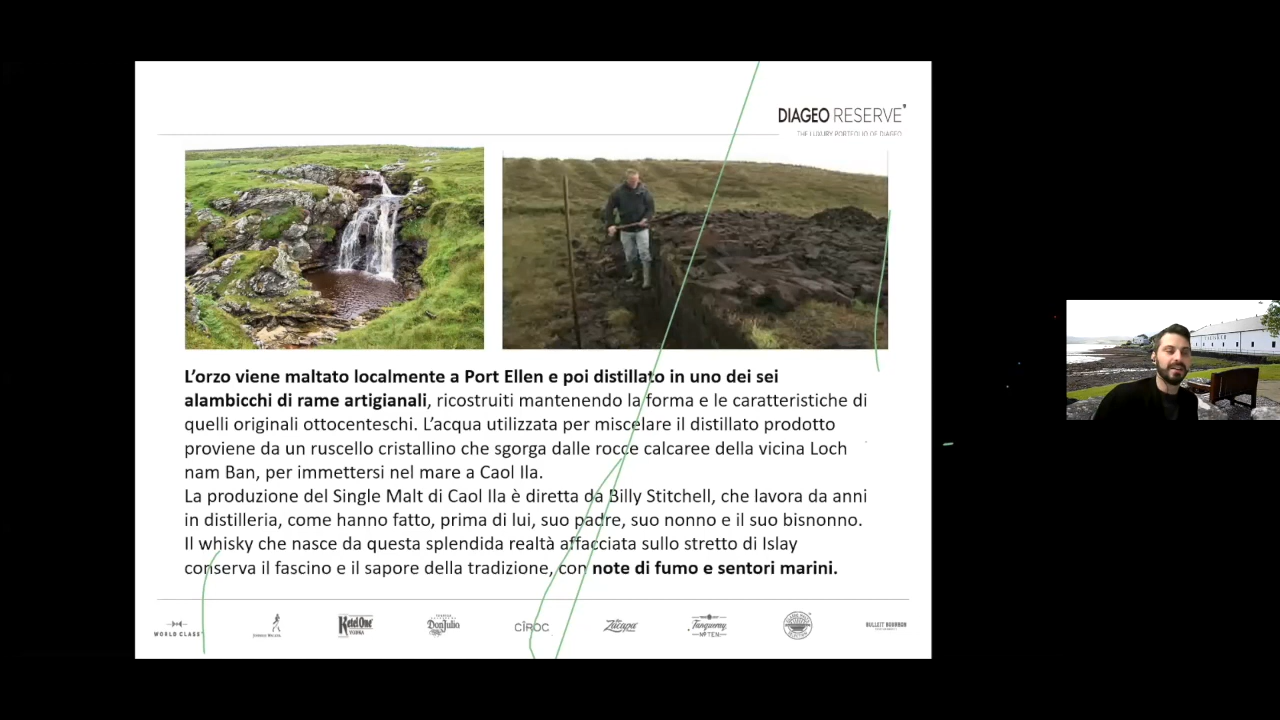 DIAGEO RESERVE
THE LUXURY PORTFOLIO OF DIAGEO
L'orzo viene maltato localmente a Port Ellen e poi distillato in uno dei sei
alambicchi di rame artigianali, ricostruiti mantenendo la forma e le caratteristiche di
quelli originali ottocenteschi. L'acqua utilizzata per miscelare il distillato prodotto
proviene da un ruscello cristallino che sgorga dalle rocce calcaree della vicina Loch
nam Ban, per immettersi nel mare a Caol Ila.
La produzione del Single Malt di Caol Ila è diretta da Billy Stitchell, che lavora da anni
in distilleria, come hanno fatto, prima di lui, suo padre, suo nonno e il suo bisnonno.
Il whisky che nasce da questa splendida realtà affacciata sullo stretto di Islay
conserva il fascino e il sapore della tradizione, con note di fumo e sentori marini.
WORLD CLASS
Ketel One
VODKA
Don Julio
CÎROC
Zacapa
Tanqueray
Nº TEN
BULLEIT BOURBON